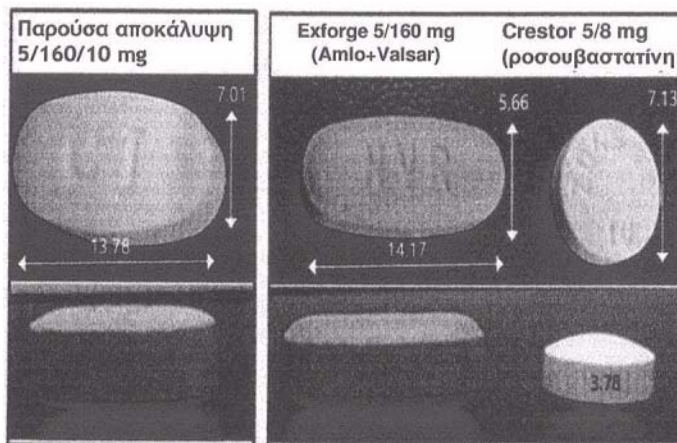 Παρούσα αποκάλυψη
5/160/10 mg
Exforge 5/160 mg
(Amlo+Valsar)
Crestor 5/8 mg
(ροσουβαστατίνη
7.01
13.78
NVR
5.66
14.17
7.13
3.78